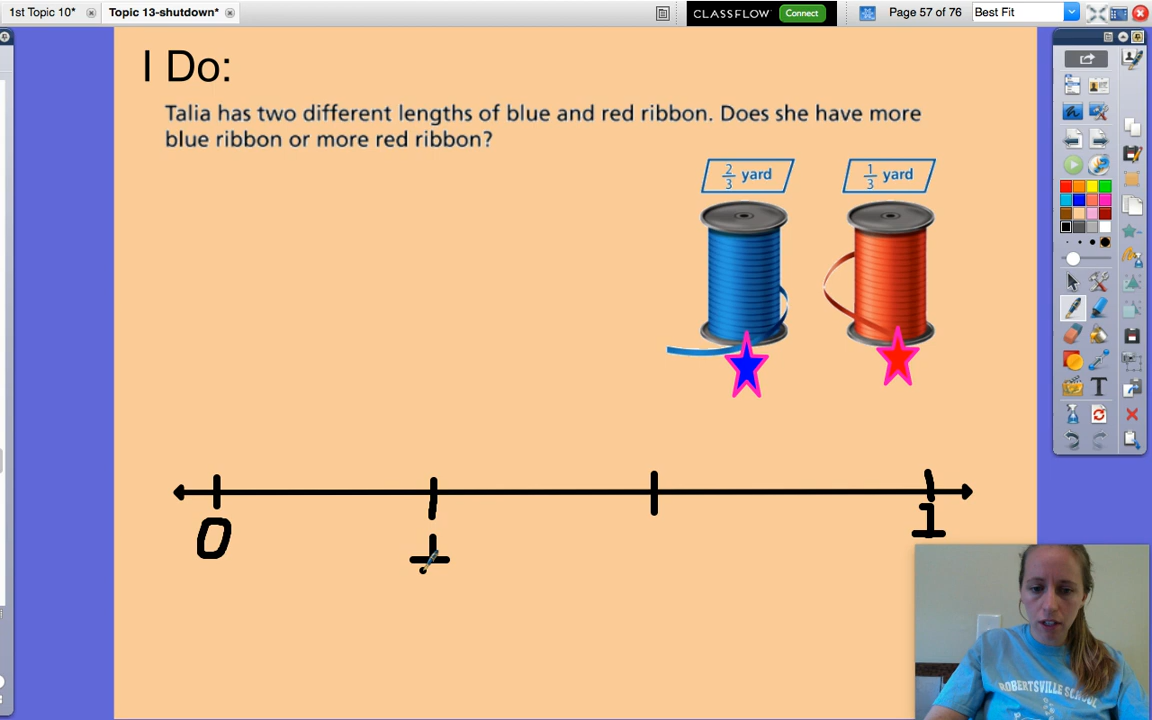 1st Topic 10*
Topic 13-shutdown*
CLASSFLOW Connect
Page 57 of 76
Best Fit
I Do:
Talia has two different lengths of blue and red ribbon. Does she have more
blue ribbon or more red ribbon?
2/3 yard
1/3 yard
0
1
1
ROBERTSVILLE SCHOOL